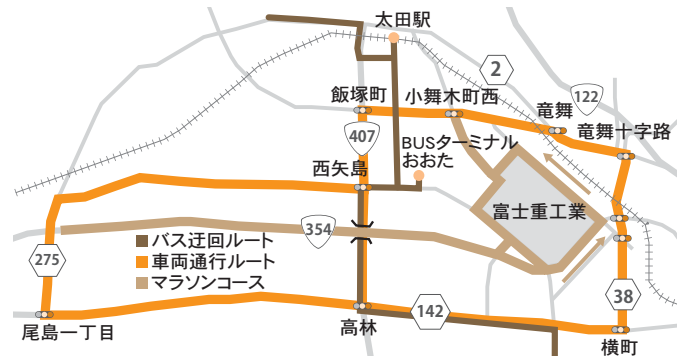 太田駅
2
122
飯塚町
小舞木町西
竜舞
竜舞十字路
407
BUSターミナル
おおた
西矢島
富士重工業
354
バス迂回ルート
車両通行ルート
マラソンコース
275
38
142
尾島一丁目
高林
横町